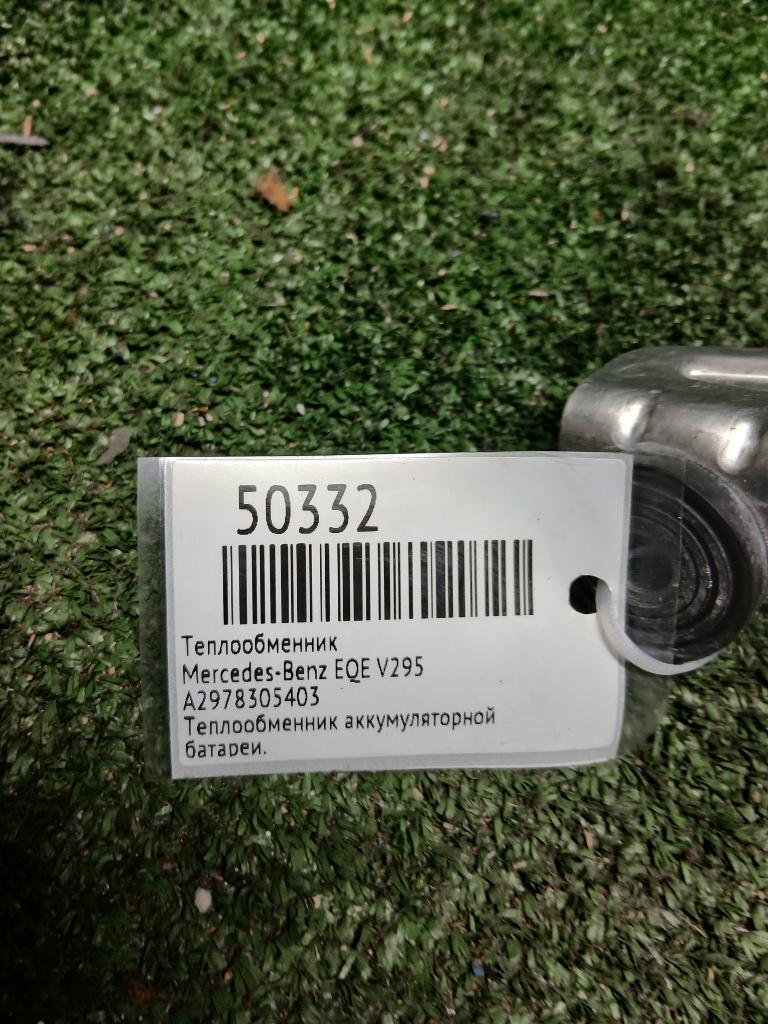 50332
Теплообменник
Mercedes-Benz EQE V295
A2978305403
Теплообменник аккумуляторной
батареи.